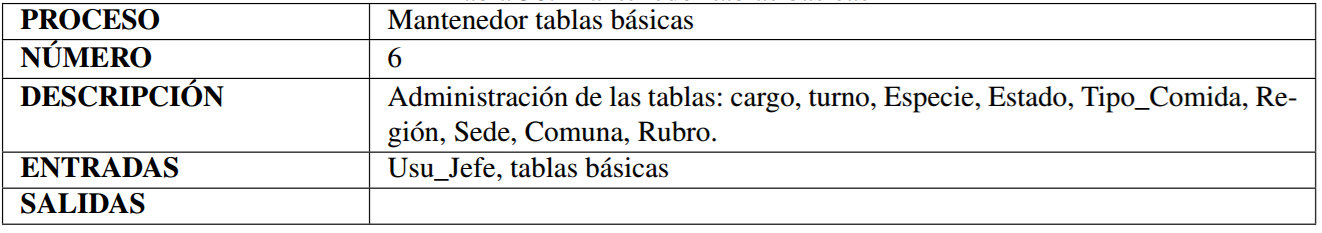 PROCESO Mantenedor tablas básicas
NÚMERO 6
DESCRIPCIÓN Administración de las tablas: cargo, turno, Especie, Estado, Tipo_Comida, Re-
gión, Sede, Comuna, Rubro.
ENTRADAS Usu_Jefe, tablas básicas
SALIDAS